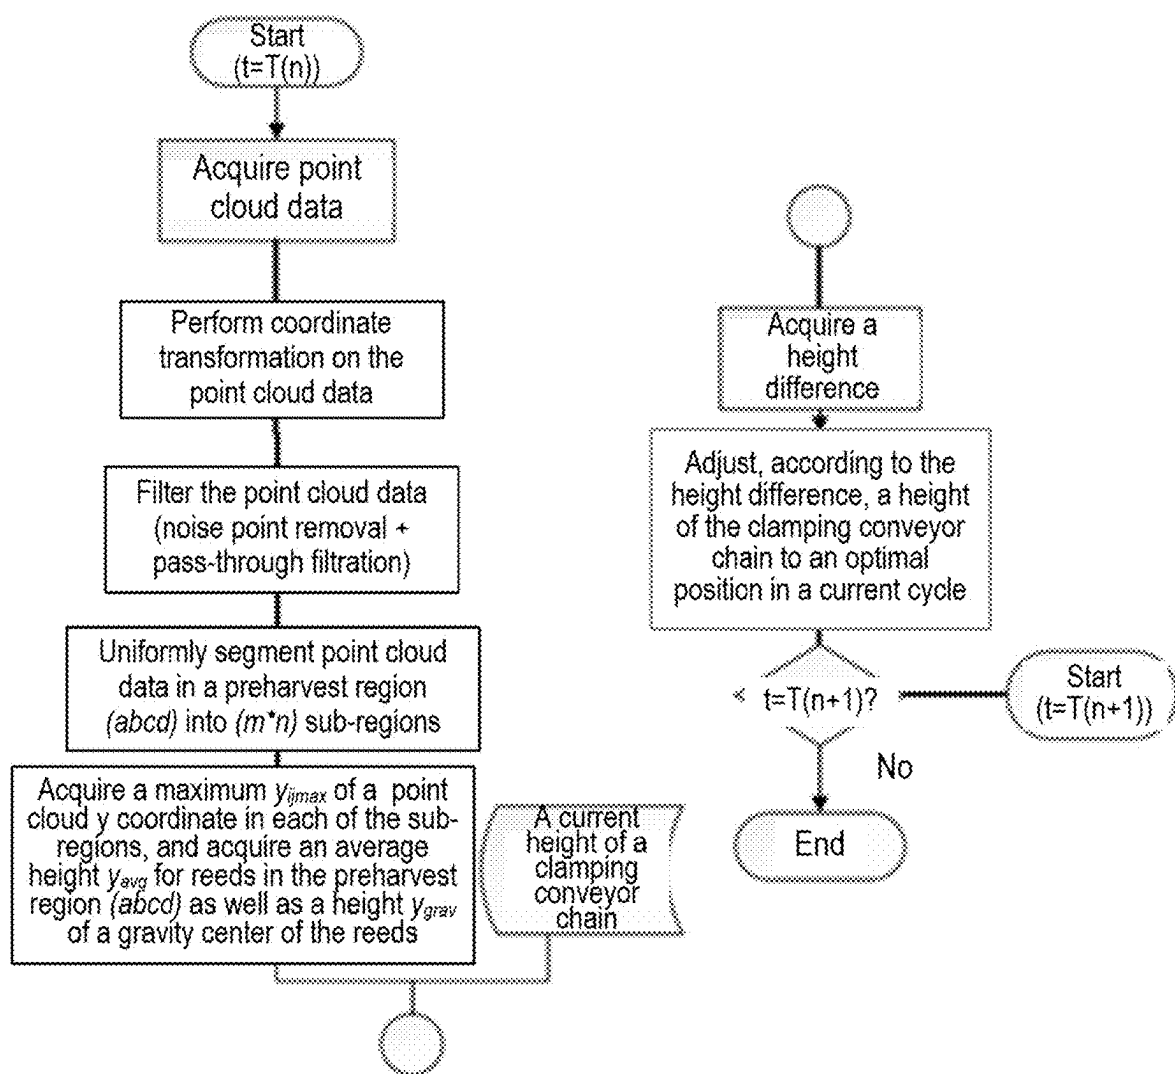 Start
(t=T(n))
Acquire point
cloud data
Perform coordinate
transformation on the
point cloud data
Filter the point cloud data
(noise point removal +
pass-through filtration)
Uniformly segment point cloud
data in a preharvest region
(abcd) into (m*n) sub-regions
Acquire a maximum yijmax of a point
cloud y coordinate in each of the sub-
regions, and acquire an average
height yavg for reeds in the preharvest
region (abcd) as well as a height ygrav
of a gravity center of the reeds
A current
height of a
clamping
conveyor
chain
Acquire a
height
difference
Adjust, according to the
height difference, a height
of the clamping conveyor
chain to an optimal
position in a current cycle
t=T(n+1)?
Start
(t=T(n+1))
No
End